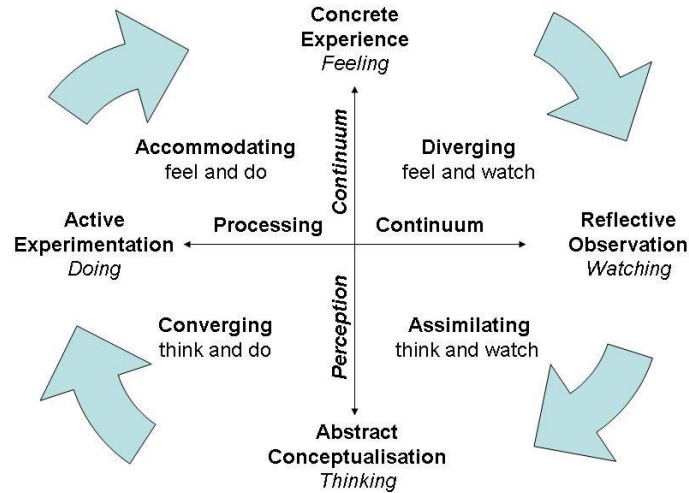 Concrete
Experience
Feeling
Accommodating
feel and do
Continuum
Diverging
feel and watch
Active
Experimentation
Doing
Processing
Continuum
Reflective
Observation
Watching
Converging
think and do
Perception
Assimilating
think and watch
Abstract
Conceptualisation
Thinking